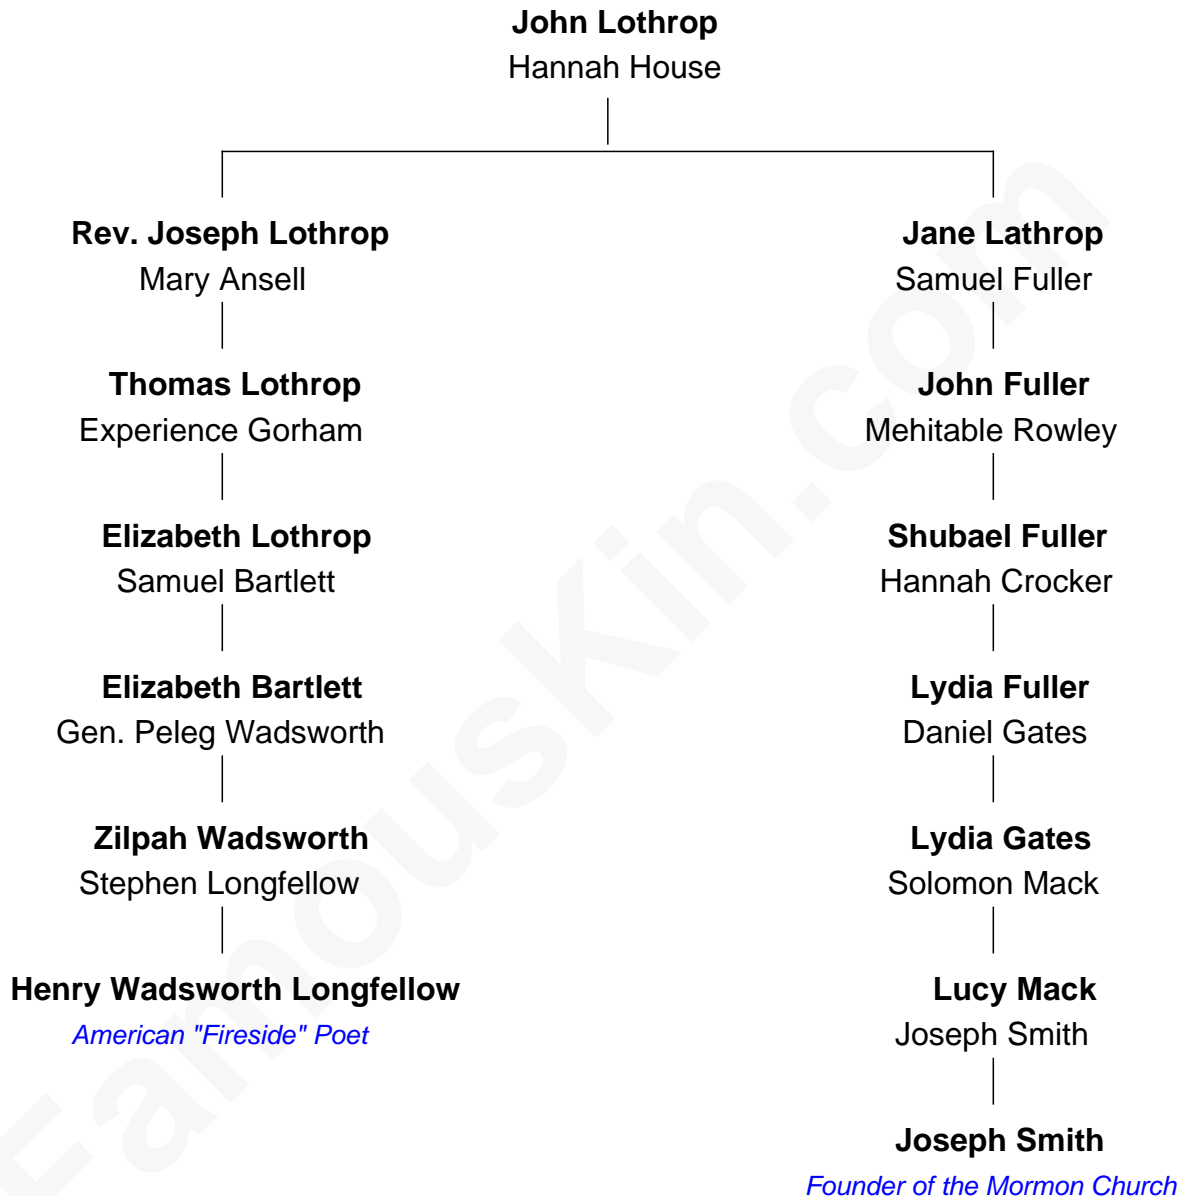 John Lothrop
Hannah House
Rev. Joseph Lothrop
Mary Ansell
Jane Lathrop
Samuel Fuller
Thomas Lothrop
Experience Gorham
John Fuller
Mehitable Rowley
Elizabeth Lothrop
Samuel Bartlett
Shubael Fuller
Hannah Crocker
Elizabeth Bartlett
Gen. Peleg Wadsworth
Lydia Fuller
Daniel Gates
Zilpah Wadsworth
Stephen Longfellow
Lydia Gates
Solomon Mack
Henry Wadsworth Longfellow
American "Fireside" Poet
Lucy Mack
Joseph Smith
Joseph Smith
Founder of the Mormon Church
FamousKin.com